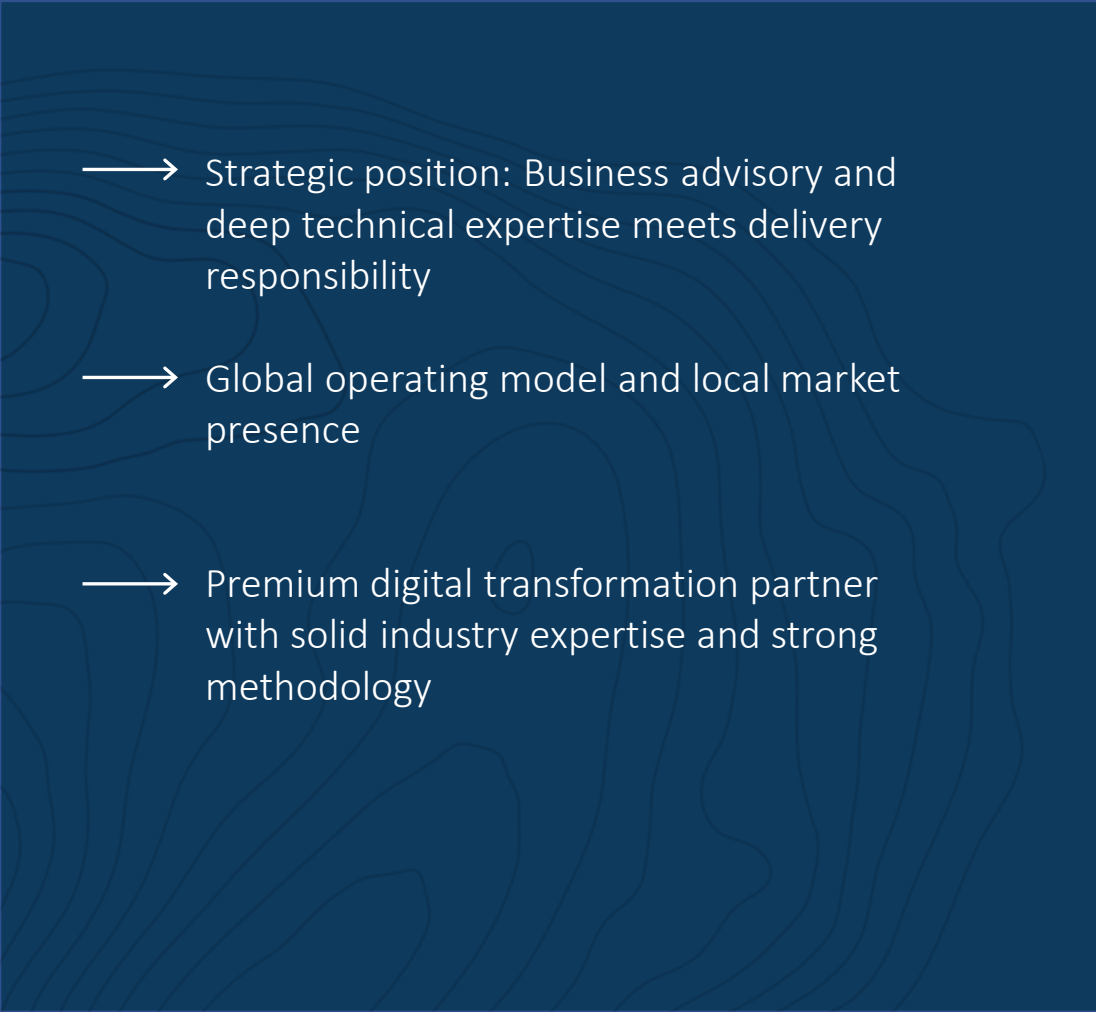 Strategic position: Business advisory and
deep technical expertise meets delivery
responsibility
Global operating model and local market
presence
Premium digital transformation partner
with solid industry expertise and strong
methodology